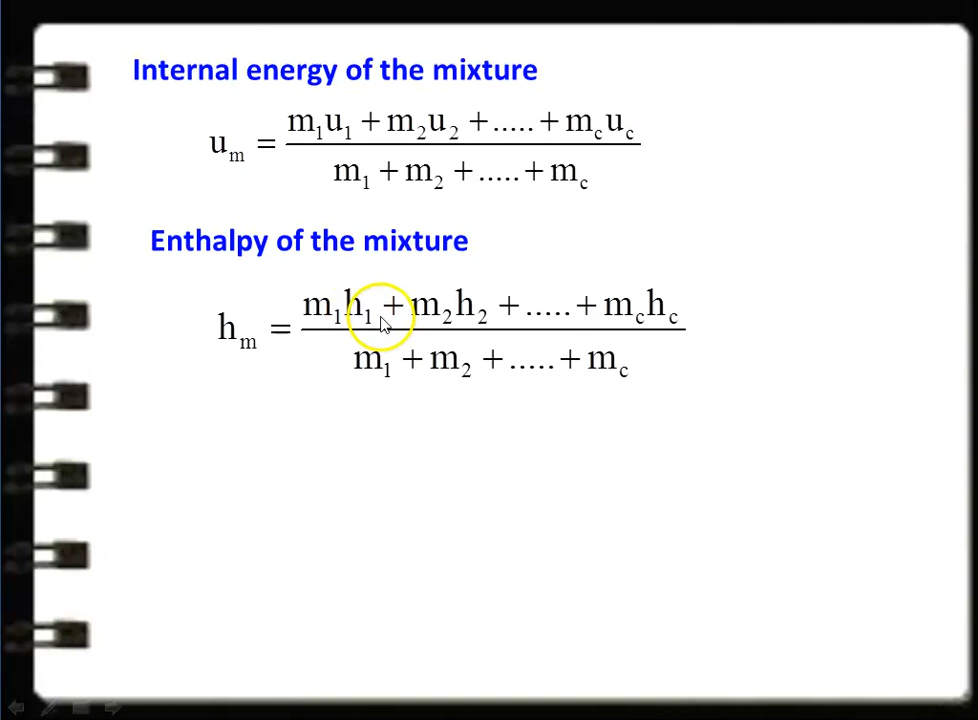 Internal energy of the mixture
u_m = (m_1u_1 + m_2u_2 + ..... + m_cu_c) / (m_1 + m_2 + ..... + m_c)
Enthalpy of the mixture
h_m = (m_1h_1 + m_2h_2 + ..... + m_ch_c) / (m_1 + m_2 + ..... + m_c)